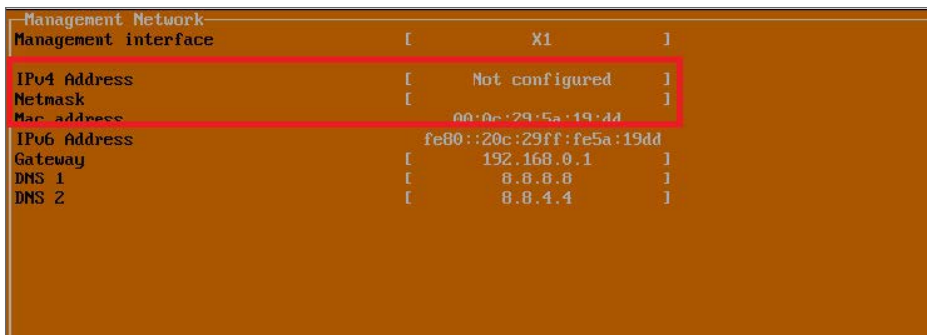 Management Network
Management interface [ X1 ]
IPv4 Address [ Not configured ]
Netmask [ ]
Mac address 00:0c:29:5a:19:dd
IPv6 Address fe80::20c:29ff:fe5a:19dd
Gateway [ 192.168.0.1 ]
DNS 1 [ 8.8.8.8 ]
DNS 2 [ 8.8.4.4 ]